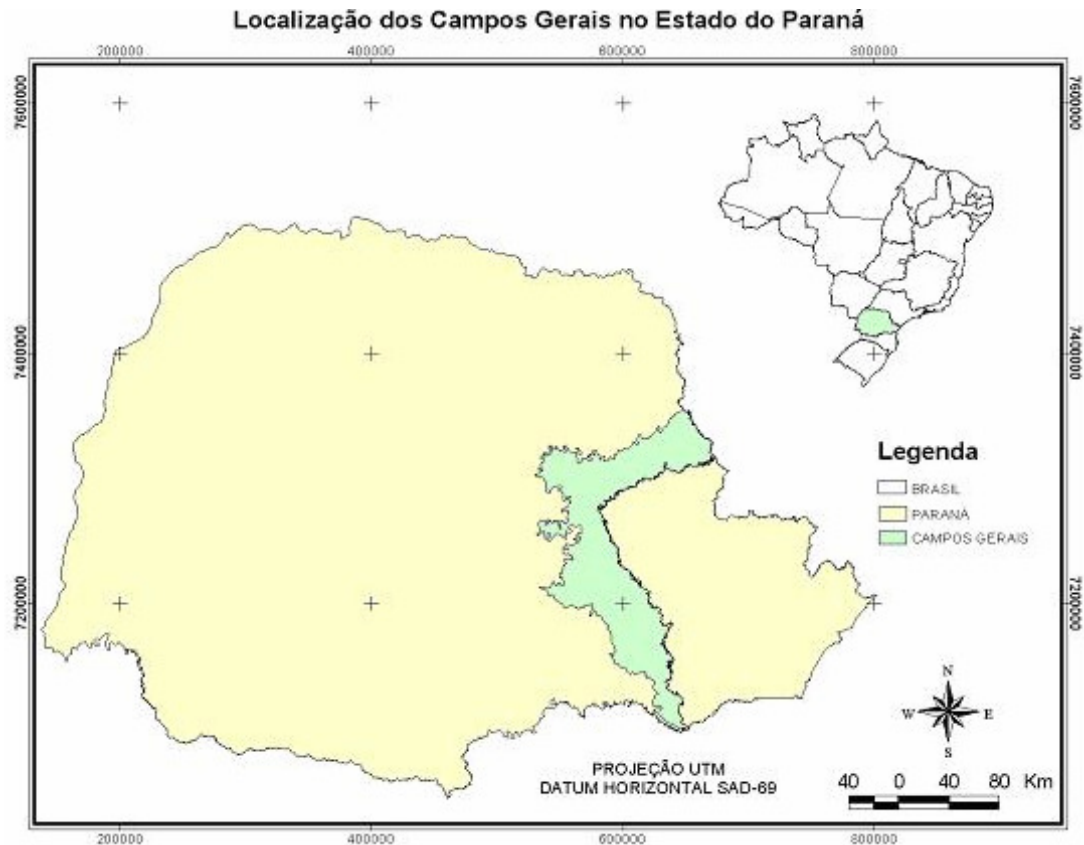 Localização dos Campos Gerais no Estado do Paraná
200000 400000 600000 800000
7600000 7600000
7400000 7400000
Legenda
BRASIL
PARANÁ
CAMPOS GERAIS
7200000 7200000
N
W E
S
PROJEÇÃO UTM
DATUM HORIZONTAL SAD-69
40 0 40 80 Km
200000 400000 600000 800000